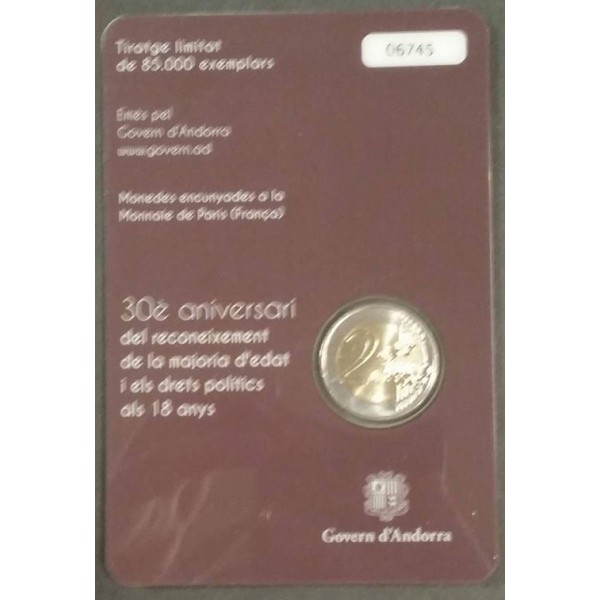 Tiratge limitat
de 85.000 exemplars
06745
Emès pel
Govern d'Andorra
www.govern.ad
Monedes encunyades a la
Monnaie de Paris (França)
30è aniversari
del reconeixement
de la majoria d'edat
i els drets polítics
als 18 anys
2
Govern d'Andorra